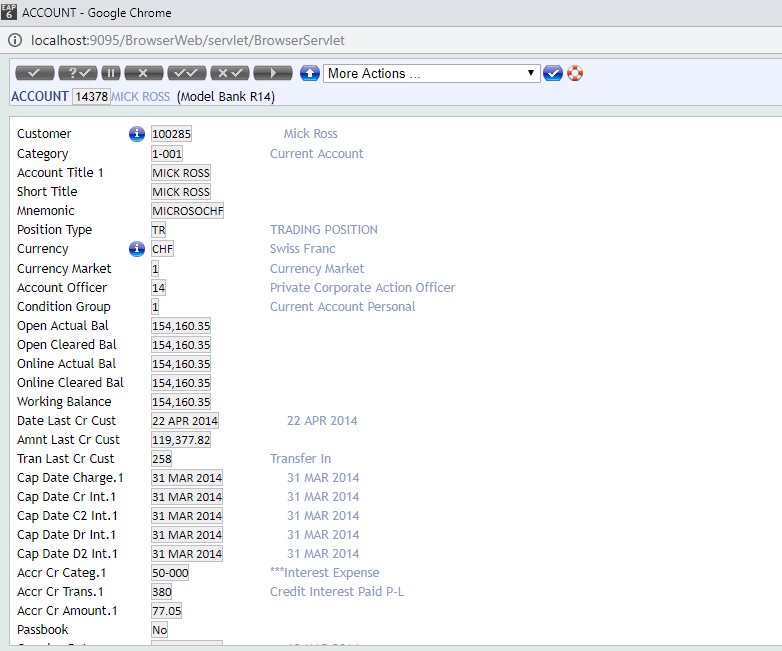 EAP 6 ACCOUNT - Google Chrome
localhost:9095/BrowserWeb/servlet/BrowserServlet
More Actions ...
ACCOUNT 14378 MICK ROSS (Model Bank R14)
Customer 100285 Mick Ross
Category 1-001 Current Account
Account Title 1 MICK ROSS
Short Title MICK ROSS
Mnemonic MICROSOCHF
Position Type TR TRADING POSITION
Currency CHF Swiss Franc
Currency Market 1 Currency Market
Account Officer 14 Private Corporate Action Officer
Condition Group 1 Current Account Personal
Open Actual Bal 154,160.35
Open Cleared Bal 154,160.35
Online Actual Bal 154,160.35
Online Cleared Bal 154,160.35
Working Balance 154,160.35
Date Last Cr Cust 22 APR 2014 22 APR 2014
Amnt Last Cr Cust 119,377.82
Tran Last Cr Cust 258 Transfer In
Cap Date Charge.1 31 MAR 2014 31 MAR 2014
Cap Date Cr Int.1 31 MAR 2014 31 MAR 2014
Cap Date C2 Int.1 31 MAR 2014 31 MAR 2014
Cap Date Dr Int.1 31 MAR 2014 31 MAR 2014
Cap Date D2 Int.1 31 MAR 2014 31 MAR 2014
Accr Cr Categ.1 50-000 ***Interest Expense
Accr Cr Trans.1 380 Credit Interest Paid P-L
Accr Cr Amount.1 77.05
Passbook No